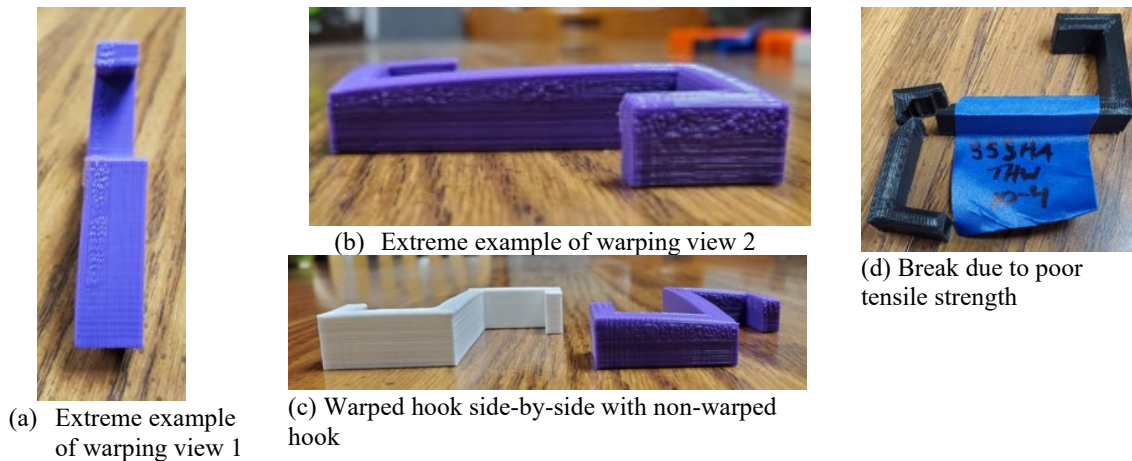 (a) Extreme example
of warping view 1
(b) Extreme example of warping view 2
(c) Warped hook side-by-side with non-warped
hook
THW
(d) Break due to poor
tensile strength